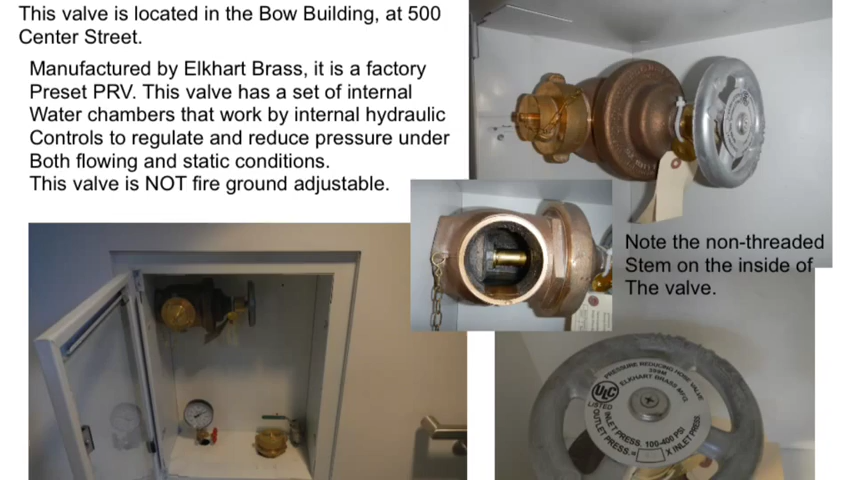 This valve is located in the Bow Building, at 500
Center Street.
Manufactured by Elkhart Brass, it is a factory
Preset PRV. This valve has a set of internal
Water chambers that work by internal hydraulic
Controls to regulate and reduce pressure under
Both flowing and static conditions.
This valve is NOT fire ground adjustable.
Note the non-threaded
Stem on the inside of
The valve.
PRESSURE REDUCING HOSE VALVE
ELKHART BRASS MFG.
ULC
LISTED
INLET PRESS. 100-400 PSI
OUTLET PRESS.= X INLET PRESS.